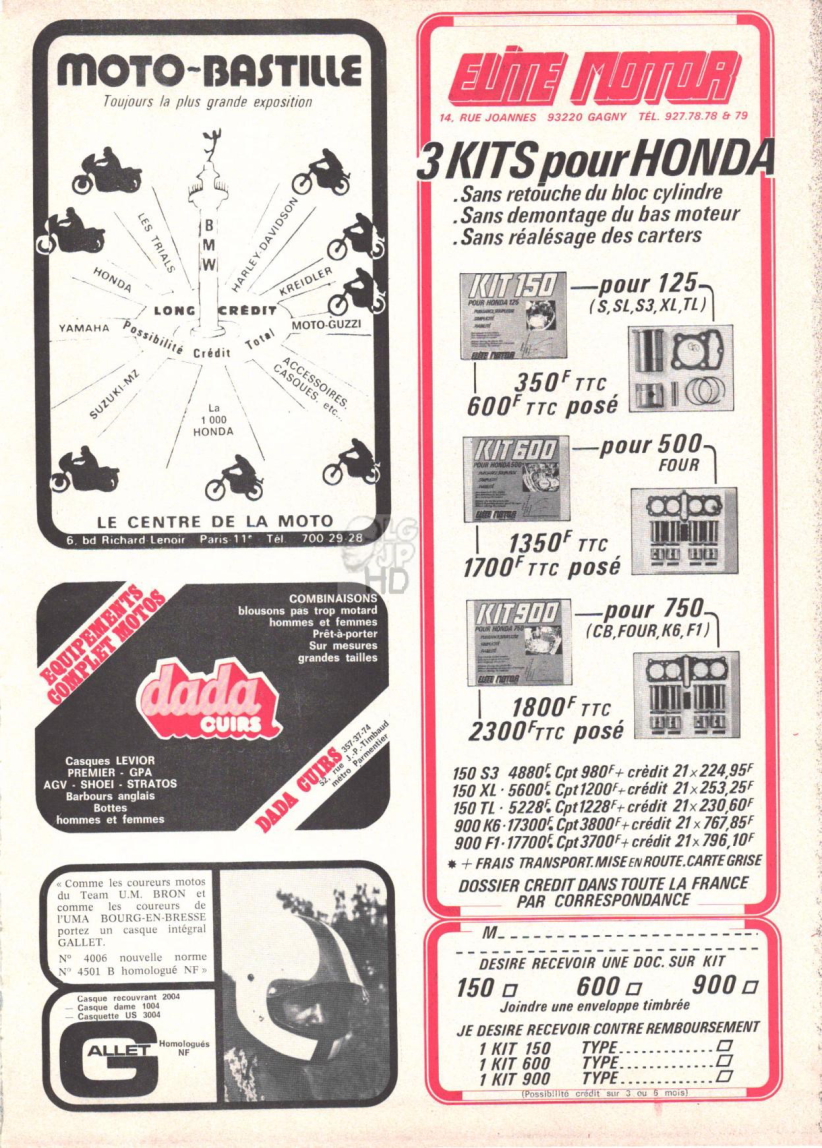 MOTO-BASTILLE
Toujours la plus grande exposition
BMW
LES TRIALS
HARLEY-DAVIDSON
HONDA
KREIDLER
LONG CRÉDIT
YAMAHA
MOTO-GUZZI
Possibilité Crédit Total
SUZUKI-MZ
ACCESSOIRES,
CASQUES, etc...
La
1 000
HONDA
LE CENTRE DE LA MOTO
6, bd Richard Lenoir Paris 11e Tél. 700 29 28
EQUIPEMENTS
COMPLET MOTOS
COMBINAISONS
blousons pas trop motard
hommes et femmes
Prêt-à-porter
Sur mesures
grandes tailles
dada
CUIRS
Casques LEVIOR
PREMIER - GPA
AGV - SHOEI - STRATOS
Barbours anglais
Bottes
hommes et femmes
DADA CUIRS
357-37-74
52, rue J.-P.-Timbaud
métro Parmentier
« Comme les coureurs motos
du Team U.M. BRON et
comme les coureurs de
l'UMA BOURG-EN-BRESSE
portez un casque intégral
GALLET.
N° 4006 nouvelle norme
N° 4501 B homologué NF »
Casque recouvrant 2004
— Casque dame 1004
— Casquette US 3004
GALLET
Homologués
NF
ELITE MOTOR
14, RUE JOANNES 93220 GAGNY TÉL. 927.78.78 & 79
3 KITS pour HONDA
.Sans retouche du bloc cylindre
.Sans demontage du bas moteur
.Sans réalésage des carters
KIT 150
POUR HONDA 125
ELITE MOTOR
pour 125
(S,SL,S3,XL,TL)
350F TTC
600F TTC posé
KIT 600
POUR HONDA 500
ELITE MOTOR
pour 500
FOUR
1350F TTC
1700F TTC posé
KIT 900
ELITE MOTOR
pour 750
(CB,FOUR,K6,F1)
1800F TTC
2300F TTC posé
150 S3 4880F* Cpt 980F + crèdit 21 x 224,95F
150 XL · 5600F* Cpt 1200F + crédit 21 x 253,25F
150 TL · 5228F* Cpt 1228F + crédit 21 x 230,60F
900 K6 · 17300F* Cpt 3800F + crédit 21 x 767,85F
900 F1 · 17700F* Cpt 3700F + crédit 21 x 796,10F
* + FRAIS TRANSPORT. MISE EN ROUTE. CARTE GRISE
DOSSIER CREDIT DANS TOUTE LA FRANCE
PAR CORRESPONDANCE
M
DESIRE RECEVOIR UNE DOC. SUR KIT
150 600 900
Joindre une enveloppe timbrée
JE DESIRE RECEVOIR CONTRE REMBOURSEMENT
1 KIT 150 TYPE
1 KIT 600 TYPE
1 KIT 900 TYPE
(Possibilité crédit sur 3 ou 6 mois)